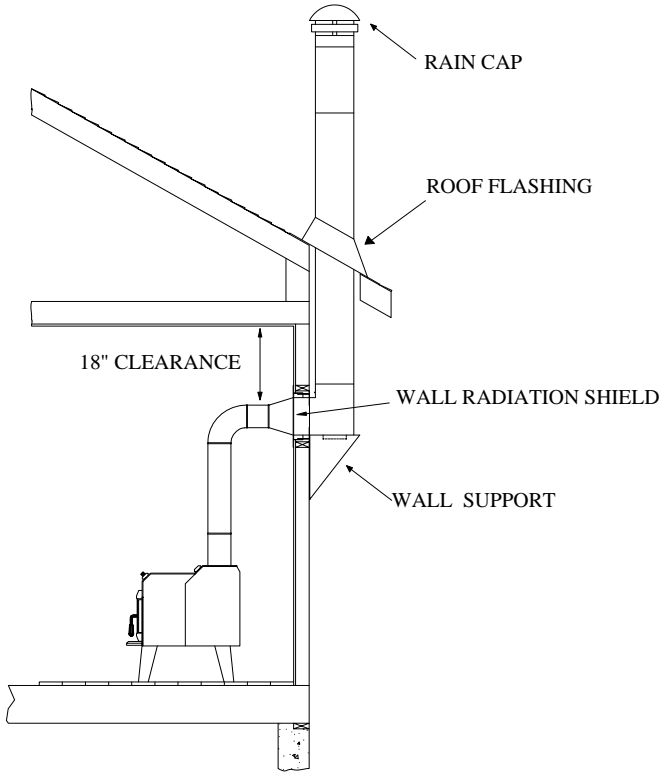 RAIN CAP
ROOF FLASHING
18" CLEARANCE
WALL RADIATION SHIELD
WALL SUPPORT